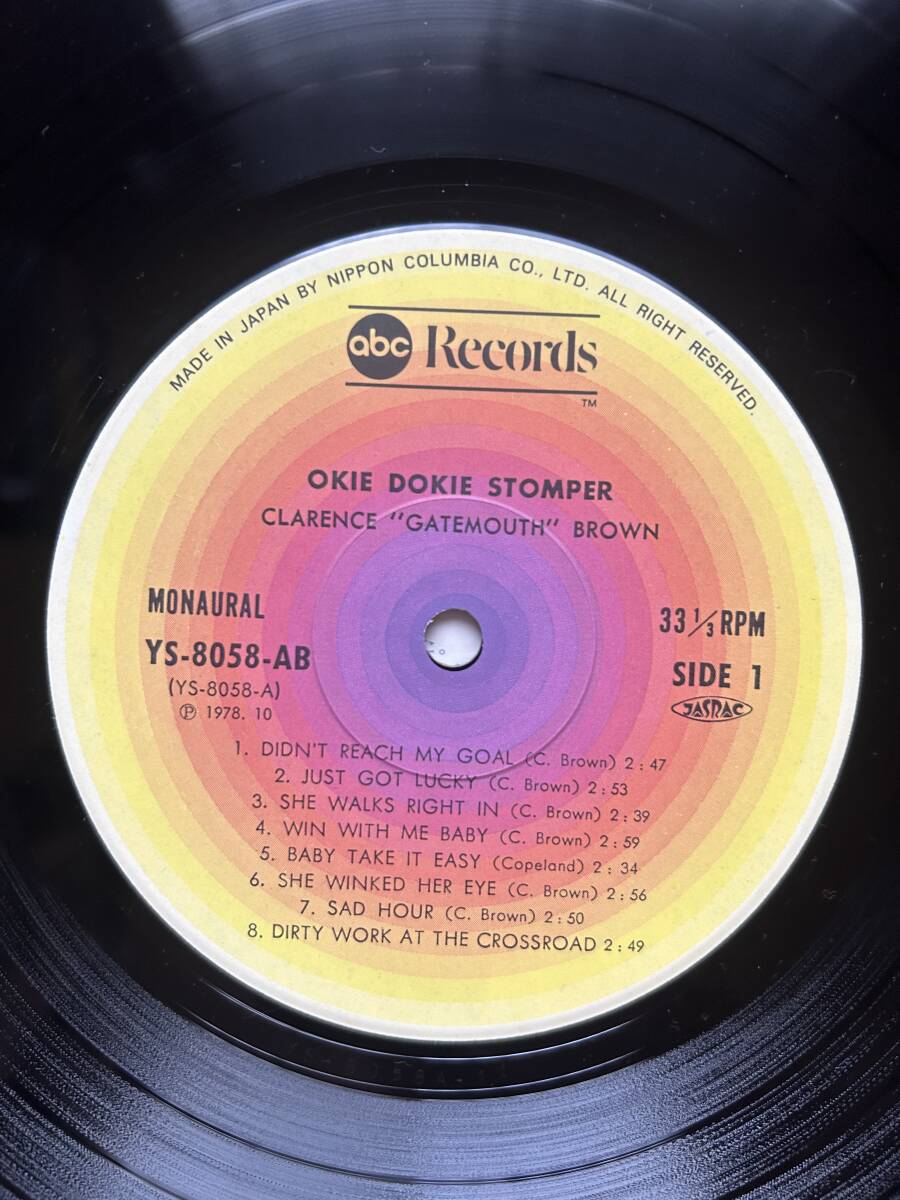 MADE IN JAPAN BY NIPPON COLUMBIA CO., LTD. ALL RIGHT RESERVED.
abc Records
TM
OKIE DOKIE STOMPER
CLARENCE "GATEMOUTH" BROWN
MONAURAL
33 1/3 RPM
YS-8058-AB
SIDE 1
(YS-8058-A)
JASRAC
Ⓟ 1978. 10
1. DIDN'T REACH MY GOAL (C. Brown) 2:47
2. JUST GOT LUCKY (C. Brown) 2:53
3. SHE WALKS RIGHT IN (C. Brown) 2:39
4. WIN WITH ME BABY (C. Brown) 2:59
5. BABY TAKE IT EASY (Copeland) 2:34
6. SHE WINKED HER EYE (C. Brown) 2:56
7. SAD HOUR (C. Brown) 2:50
8. DIRTY WORK AT THE CROSSROAD 2:49